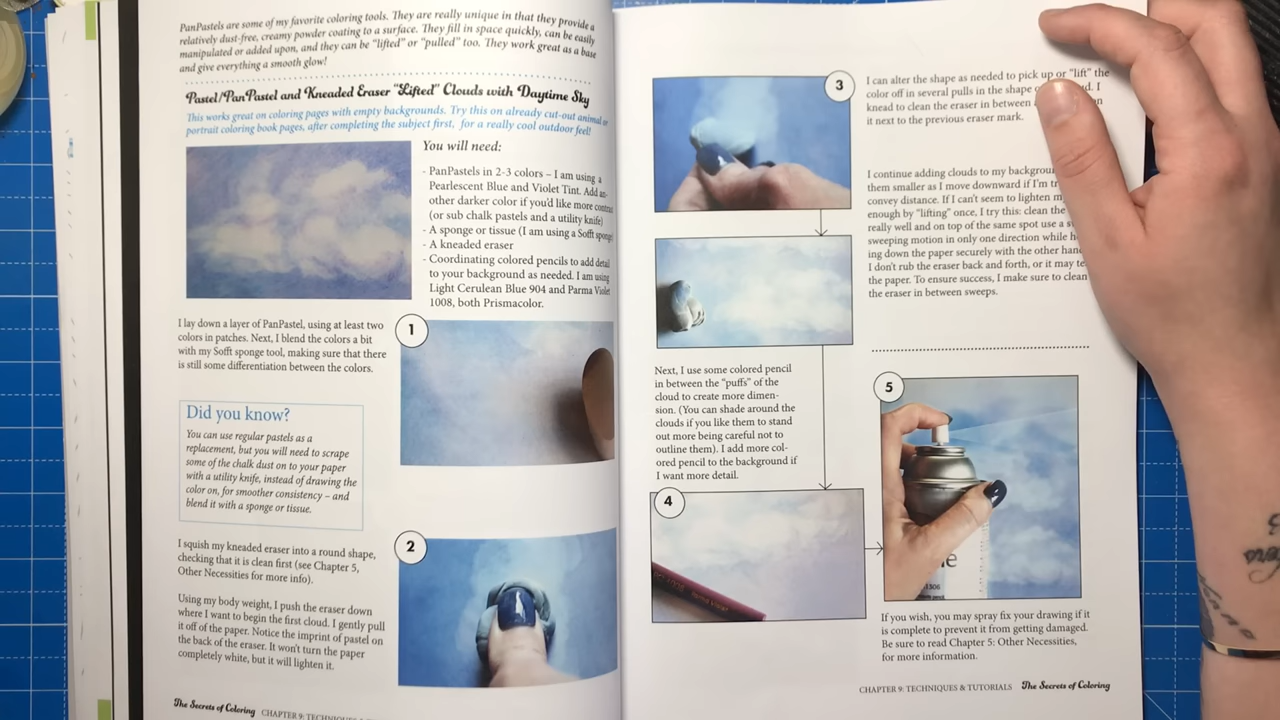 PanPastels are some of my favorite coloring tools. They are really unique in that they provide a
relatively dust-free, creamy powder coating to a surface. They fill in space quickly, can be easily
manipulated or added upon, and they can be "lifted" or "pulled" too. They work great as a base
and give everything a smooth glow!
Pastel/PanPastel and Kneaded Eraser "Lifted" Clouds with Daytime Sky
This works great on coloring pages with empty backgrounds. Try this on already cut-out animal or
portrait coloring book pages, after completing the subject first, for a really cool outdoor feel!
You will need:
- PanPastels in 2-3 colors – I am using a
Pearlescent Blue and Violet Tint. Add an-
other darker color if you'd like more
(or sub chalk pastels and a utility knife)
- A sponge or tissue (I am using a Sofft
- A kneaded eraser
- Coordinating colored pencils to add detail
to your background as needed. I am using
Light Cerulean Blue 904 and Parma Violet
1008, both Prismacolor.
I lay down a layer of PanPastel, using at least two
colors in patches. Next, I blend the colors a bit
with my Sofft sponge tool, making sure that there
is still some differentiation between the colors.
1
Did you know?
You can use regular pastels as a
replacement, but you will need to scrape
some of the chalk dust on to your paper
with a utility knife, instead of drawing the
color on, for smoother consistency – and
blend it with a sponge or tissue.
I squish my kneaded eraser into a round shape,
checking that it is clean first (see Chapter 5,
Other Necessities for more info).
2
Using my body weight, I push the eraser down
where I want to begin the first cloud. I gently pull
it off of the paper. Notice the imprint of pastel on
the back of the eraser. It won't turn the paper
completely white, but it will lighten it.
The Secrets of Coloring CHAPTER 9:
3
I can alter the shape as needed to pick up or "lift" the
color off in several pulls in the shape I
knead to clean the eraser in between
it next to the previous eraser mark.
I continue adding clouds to my
them smaller as I move downward if I'm
convey distance. If I can't seem to lighten
enough by "lifting" once, I try this: clean the
really well and on top of the same spot use a
sweeping motion in only one direction while
ing down the paper securely with the other
I don't rub the eraser back and forth, or it may
the paper. To ensure success, I make sure to clean
the eraser in between sweeps.
Next, I use some colored pencil
in between the "puffs" of the
cloud to create more dimen-
sion. (You can shade around the
clouds if you like them to stand
out more being careful not to
outline them). I add more col-
ored pencil to the background if
I want more detail.
4
5
1306
If you wish, you may spray fix your drawing if it
is complete to prevent it from getting damaged.
Be sure to read Chapter 5: Other Necessities,
for more information.
CHAPTER 9: TECHNIQUES & TUTORIALS The Secrets of Coloring